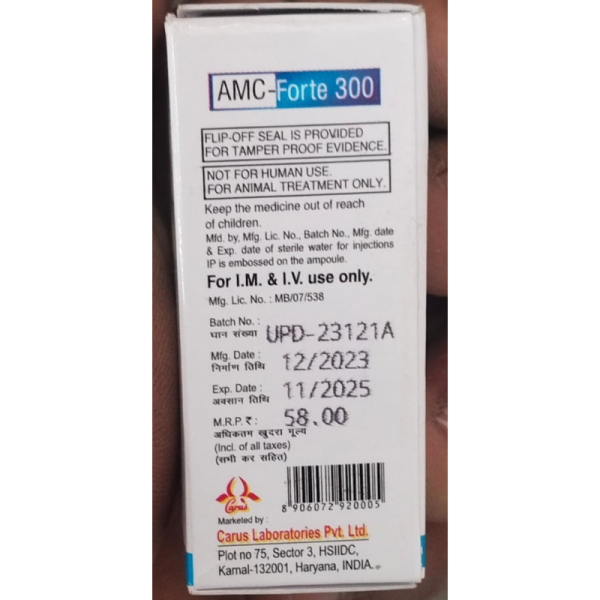 AMC-Forte 300
FLIP-OFF SEAL IS PROVIDED
FOR TAMPER PROOF EVIDENCE.
NOT FOR HUMAN USE.
FOR ANIMAL TREATMENT ONLY.
Keep the medicine out of reach
of children.
Mfd. by, Mfg. Lic. No., Batch No., Mfg. date
& Exp. date of sterile water for injections
IP is embossed on the ampoule.
For I.M. & I.V. use only.
Mfg. Lic. No. : MB/07/538
Batch No. :
घान संख्या UPD-23121A
Mfg. Date : 12/2023
निर्माण तिथि
Exp. Date : 11/2025
अवसान तिथि
M.R.P. ₹ : 58.00
अधिकतम खुदरा मूल्य
(Incl. of all taxes)
(सभी कर सहित)
8 906072 920005
Carus
Marketed by :
Carus Laboratories Pvt. Ltd.
Plot no 75, Sector 3, HSIIDC,
Karnal-132001, Haryana, INDIA.